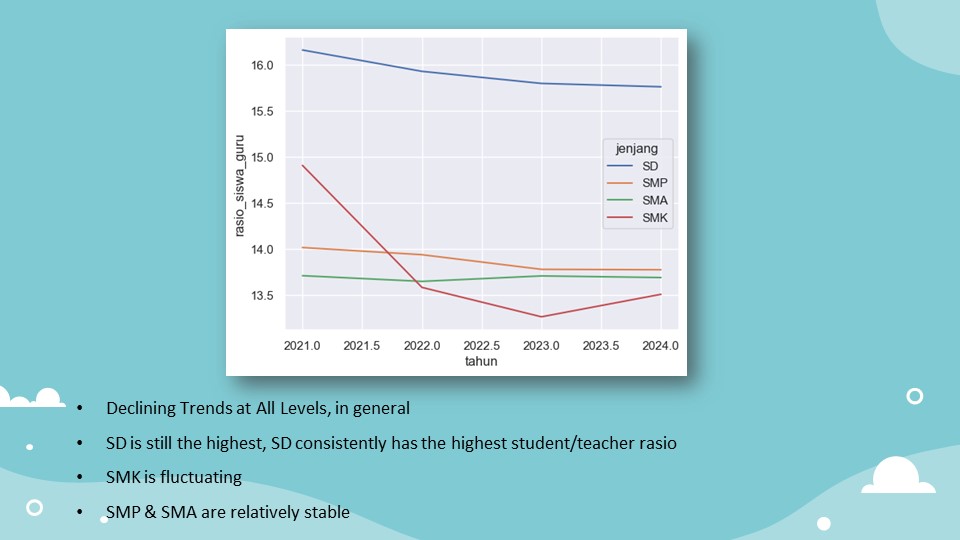 16.0
15.5
15.0
14.5
14.0
13.5
rasio_siswa_guru
jenjang
SD
SMP
SMA
SMK
2021.0 2021.5 2022.0 2022.5 2023.0 2023.5 2024.0
tahun
• Declining Trends at All Levels, in general
• SD is still the highest, SD consistently has the highest student/teacher rasio
• SMK is fluctuating
• SMP & SMA are relatively stable